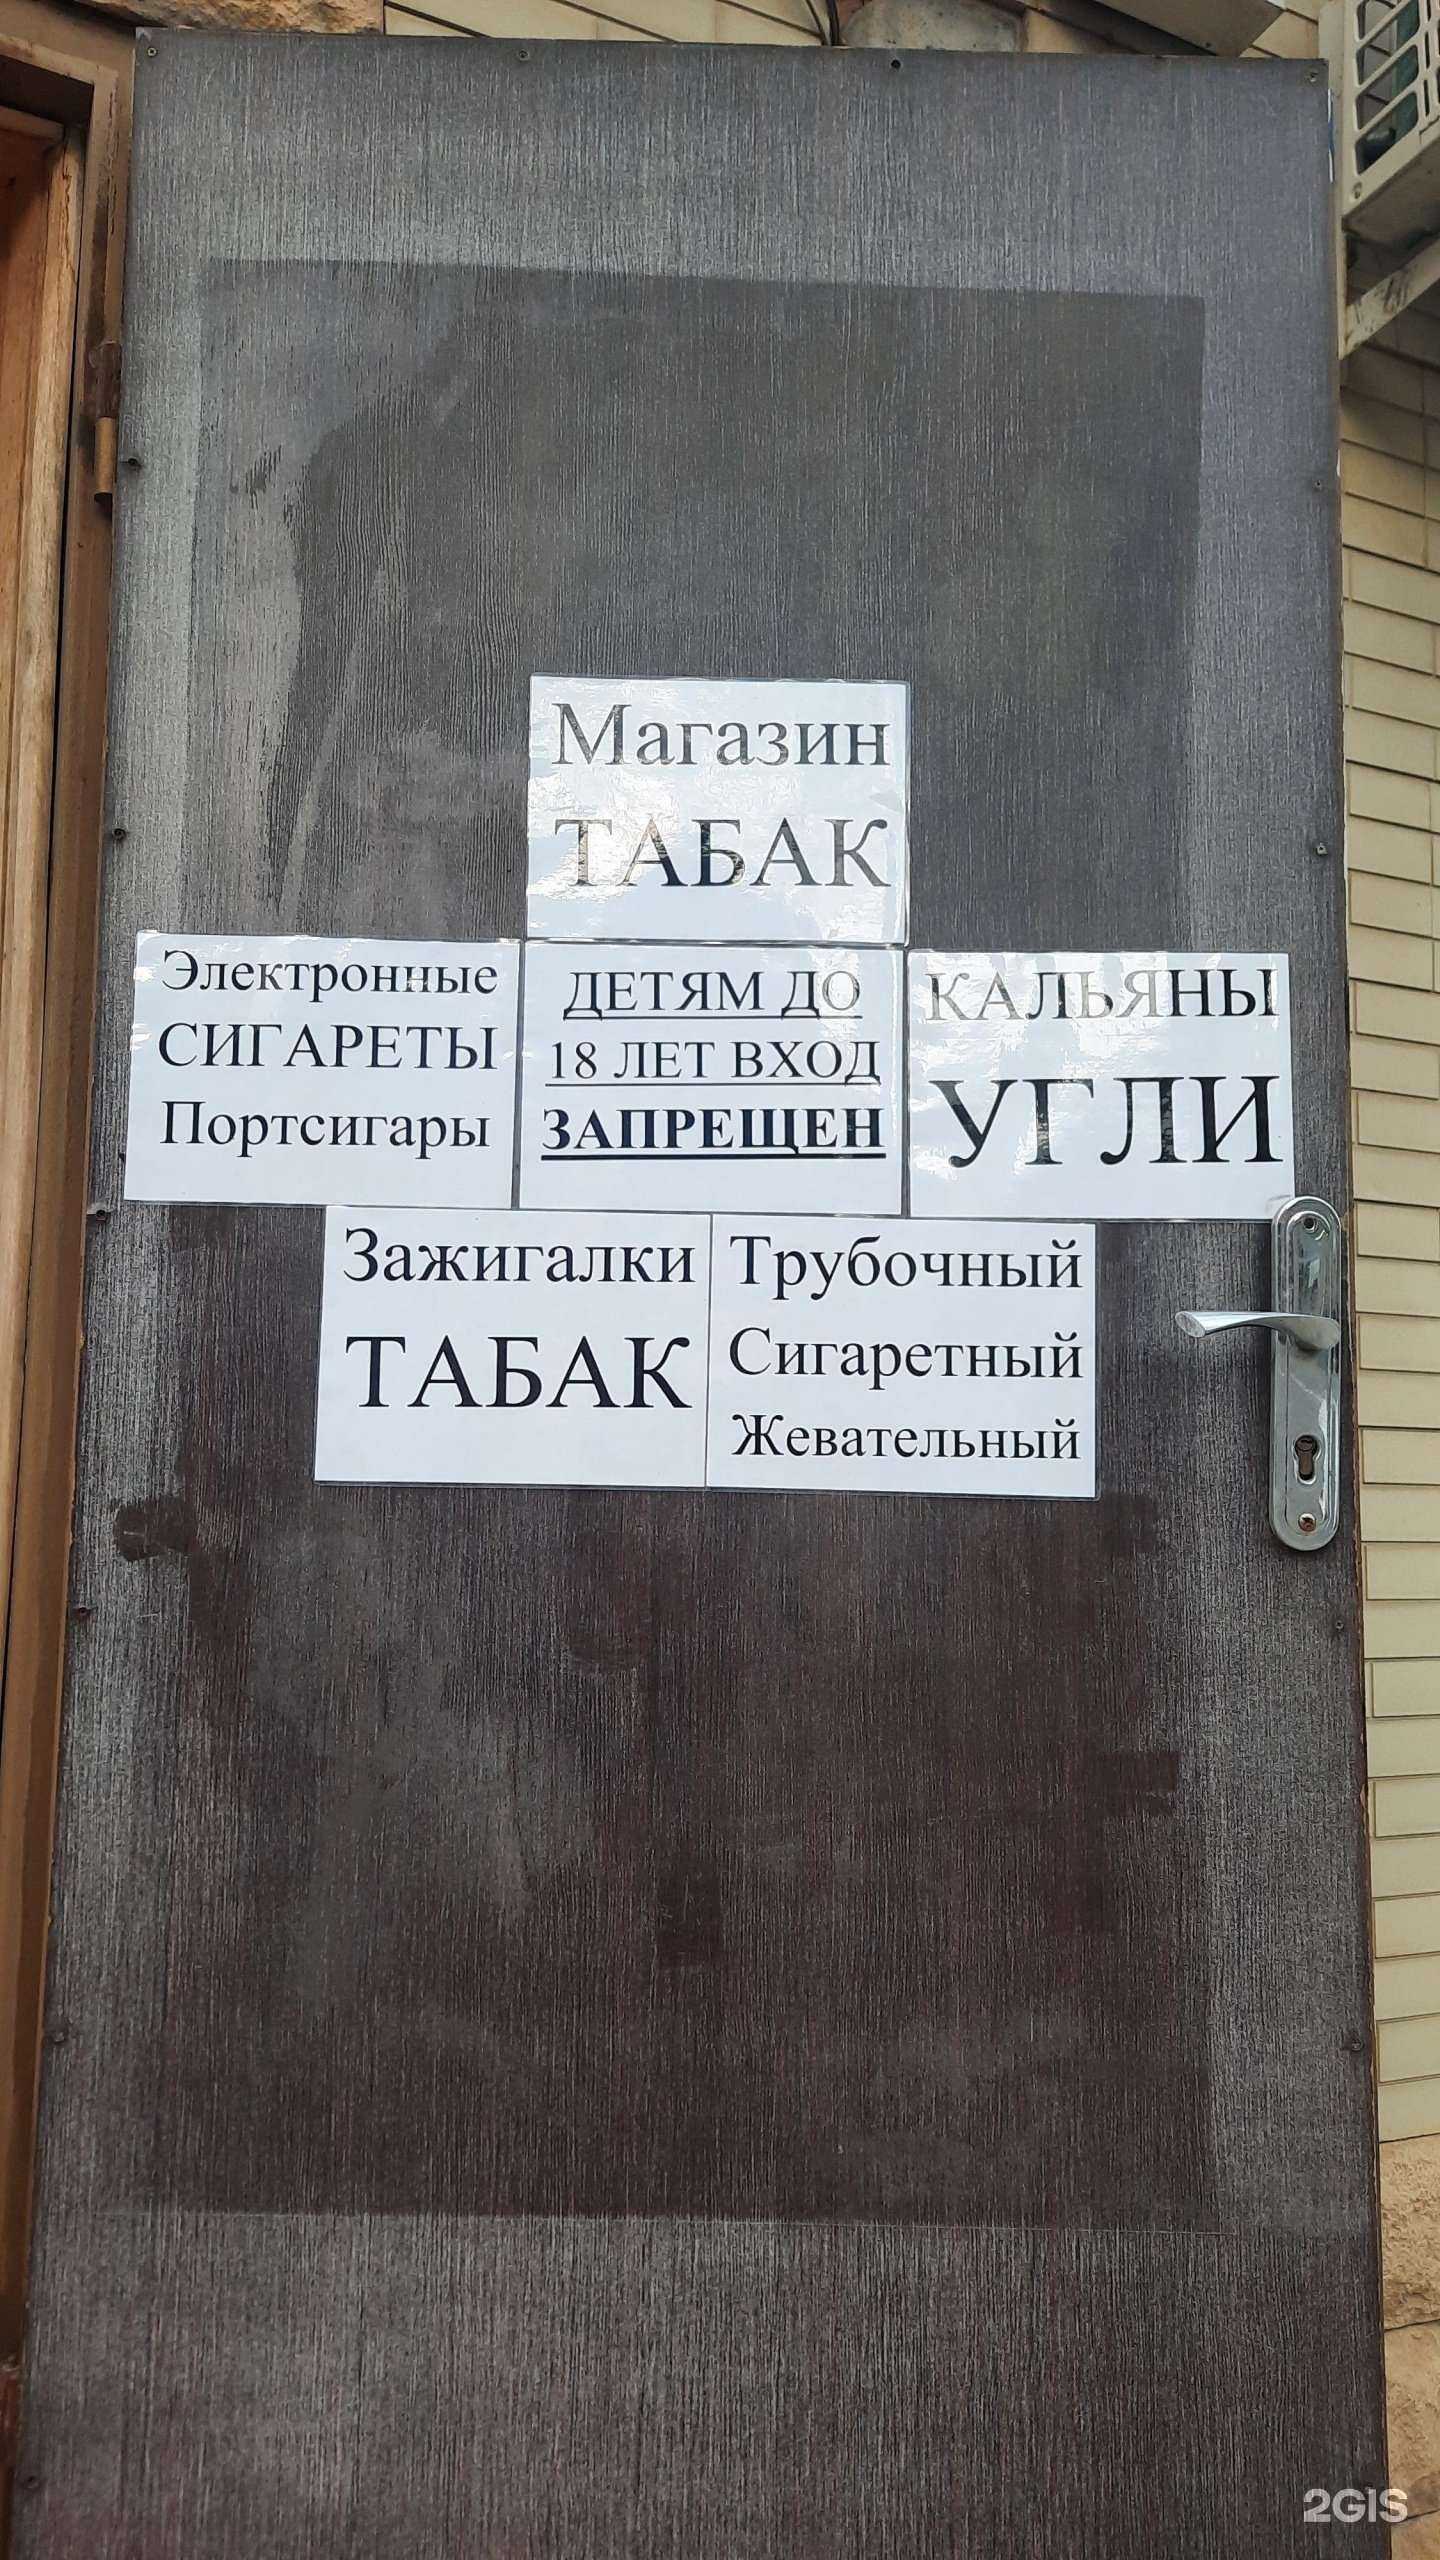 Магазин
ТАБАК
Электронные
СИГАРЕТЫ
Портсигары
ДЕТЯМ ДО
18 ЛЕТ ВХОД
ЗАПРЕЩЕН
КАЛЬЯНЫ
УГЛИ
Зажигалки
ТАБАК
Трубочный
Сигаретный
Жевательный
2GIS